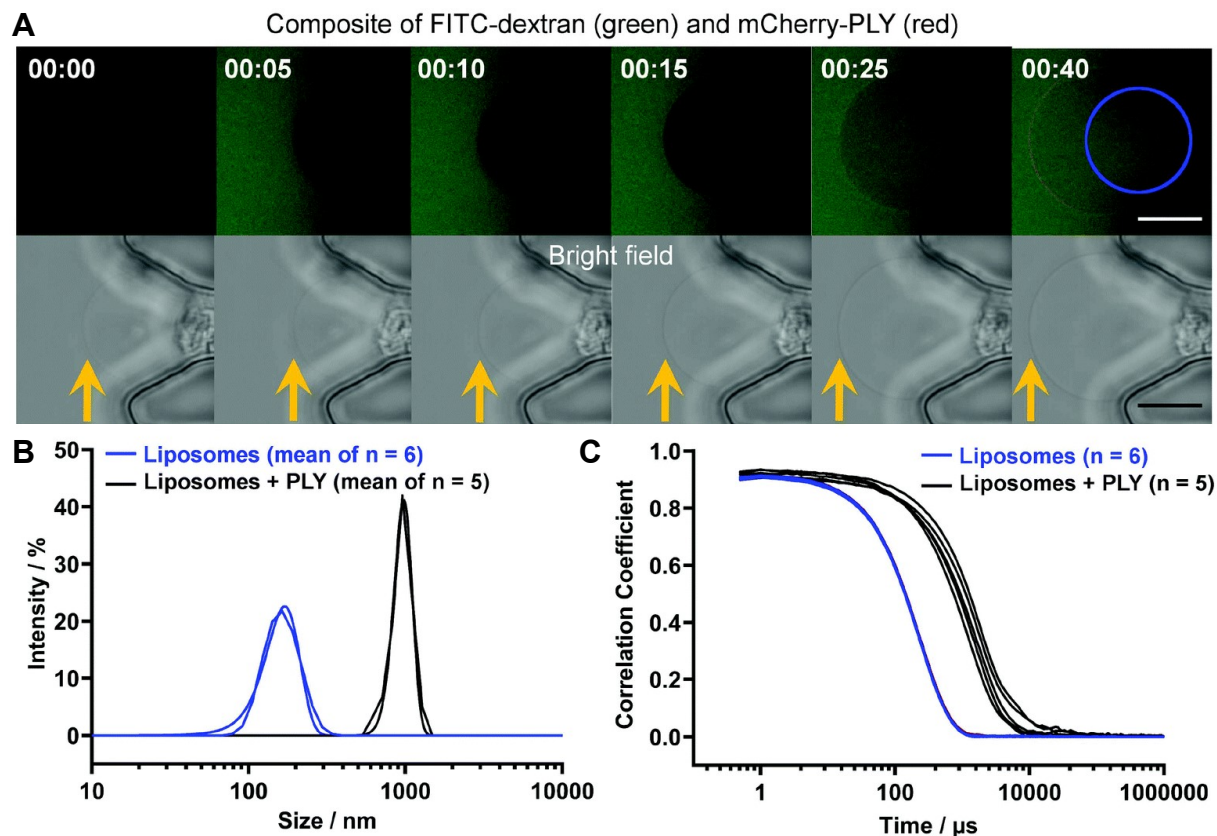 A
Composite of FITC-dextran (green) and mCherry-PLY (red)
00:00 00:05 00:10 00:15 00:25 00:40
Bright field
B
Liposomes (mean of n = 6)
Liposomes + PLY (mean of n = 5)
50
40
30
20
10
0
Intensity / %
10 100 1000 10000
Size / nm
C
Liposomes (n = 6)
Liposomes + PLY (n = 5)
1.0
0.8
0.6
0.4
0.2
0.0
Correlation Coefficient
1 100 10000 1000000
Time / µs